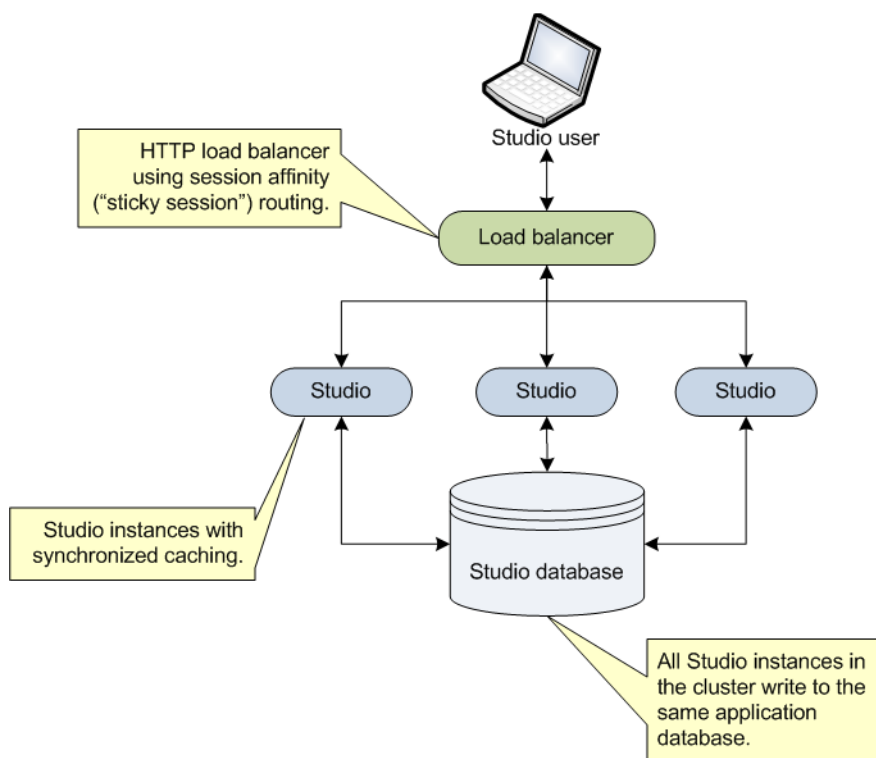 Studio user
HTTP load balancer
using session affinity
(“sticky session”) routing.
Load balancer
Studio
Studio
Studio
Studio instances with
synchronized caching.
Studio database
All Studio instances in
the cluster write to the
same application
database.